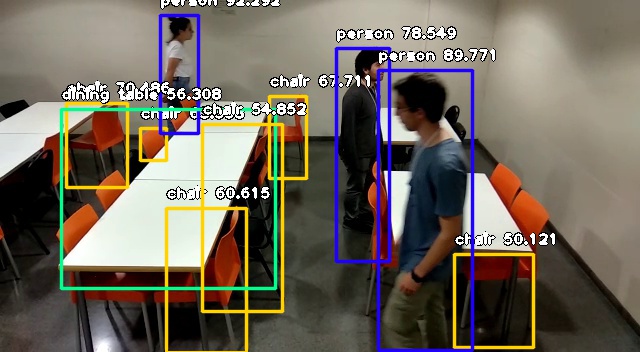 person 92.292
person 78.549
person 89.771
chair 67.711
chair 70.486
dining table 56.308
chair 54.852
chair
chair 60.615
chair 50.121